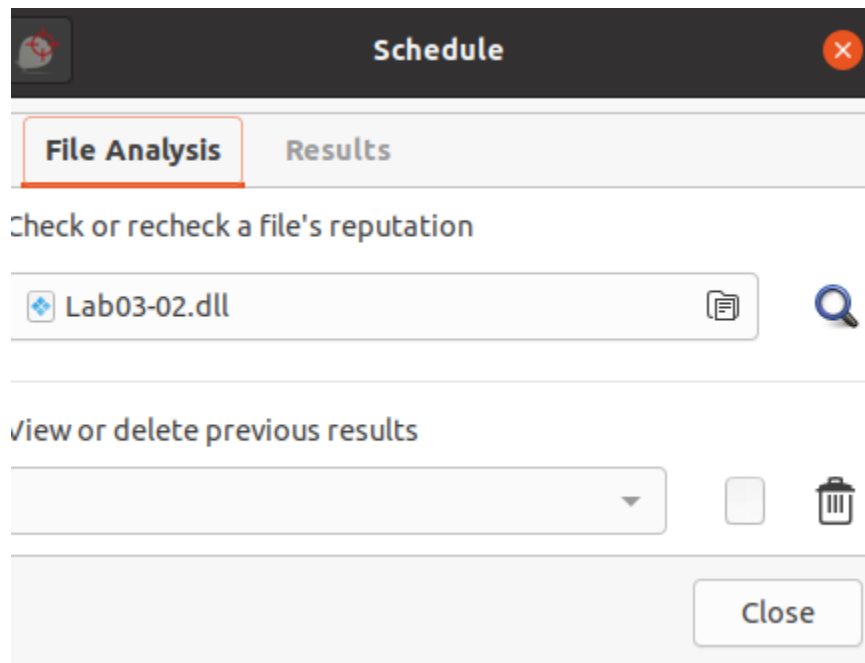 Schedule
File Analysis Results
Check or recheck a file's reputation
Lab03-02.dll
View or delete previous results
Close